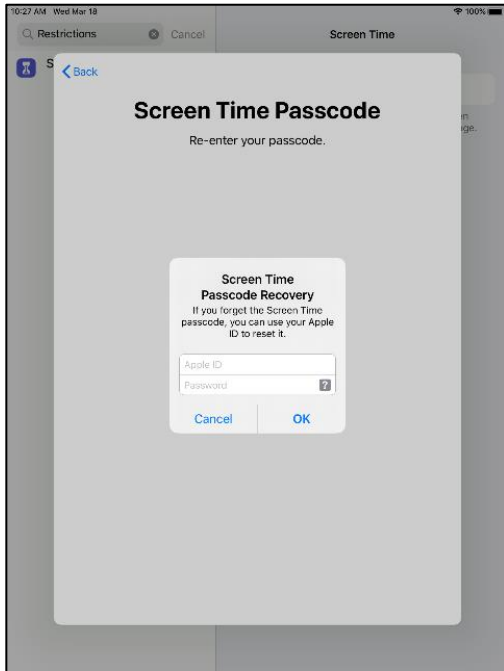 10:27 AM Wed Mar 18
100%
Restrictions
Cancel
Screen Time
S
Back
Screen Time Passcode
Re-enter your passcode.
Screen Time
Passcode Recovery
If you forget the Screen Time
passcode, you can use your Apple
ID to reset it.
Apple ID
Password
?
Cancel
OK